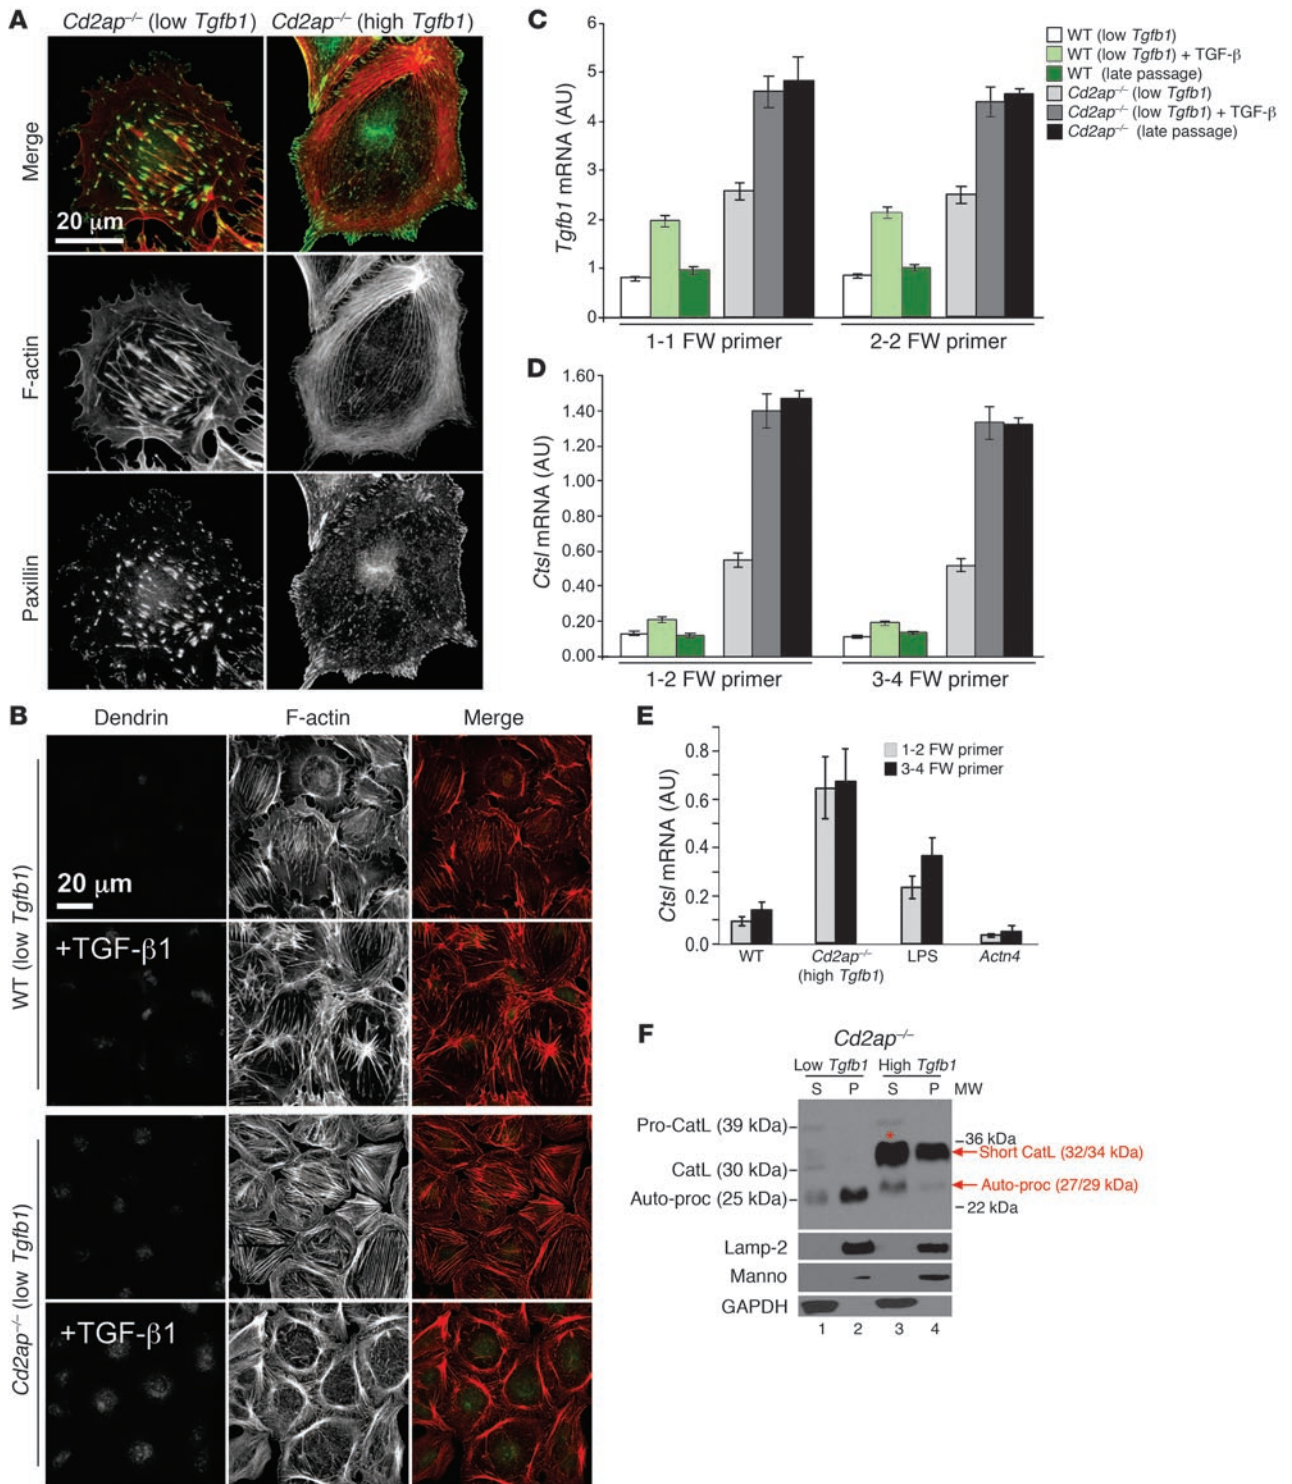 A
Cd2ap–/– (low Tgfb1)
Cd2ap–/– (high Tgfb1)
Merge
20 μm
F-actin
Paxillin
B
Dendrin
F-actin
Merge
WT (low Tgfb1)
20 μm
+TGF-β1
Cd2ap–/– (low Tgfb1)
+TGF-β1
C
Tgfb1 mRNA (AU)
6
5
4
3
2
1
0
1-1 FW primer
2-2 FW primer
WT (low Tgfb1)
WT (low Tgfb1) + TGF-β
WT (late passage)
Cd2ap–/– (low Tgfb1)
Cd2ap–/– (low Tgfb1) + TGF-β
Cd2ap–/– (late passage)
D
Ctsl mRNA (AU)
1.60
1.40
1.20
1.00
0.80
0.60
0.40
0.20
0.00
1-2 FW primer
3-4 FW primer
E
Ctsl mRNA (AU)
0.8
0.6
0.4
0.2
0.0
1-2 FW primer
3-4 FW primer
WT
Cd2ap–/–
(high Tgfb1)
LPS
Actn4
F
Cd2ap–/–
Low Tgfb1 High Tgfb1
S P S P MW
Pro-CatL (39 kDa)
CatL (30 kDa)
Auto-proc (25 kDa)
*
36 kDa
Short CatL (32/34 kDa)
Auto-proc (27/29 kDa)
22 kDa
Lamp-2
Manno
GAPDH
1 2 3 4